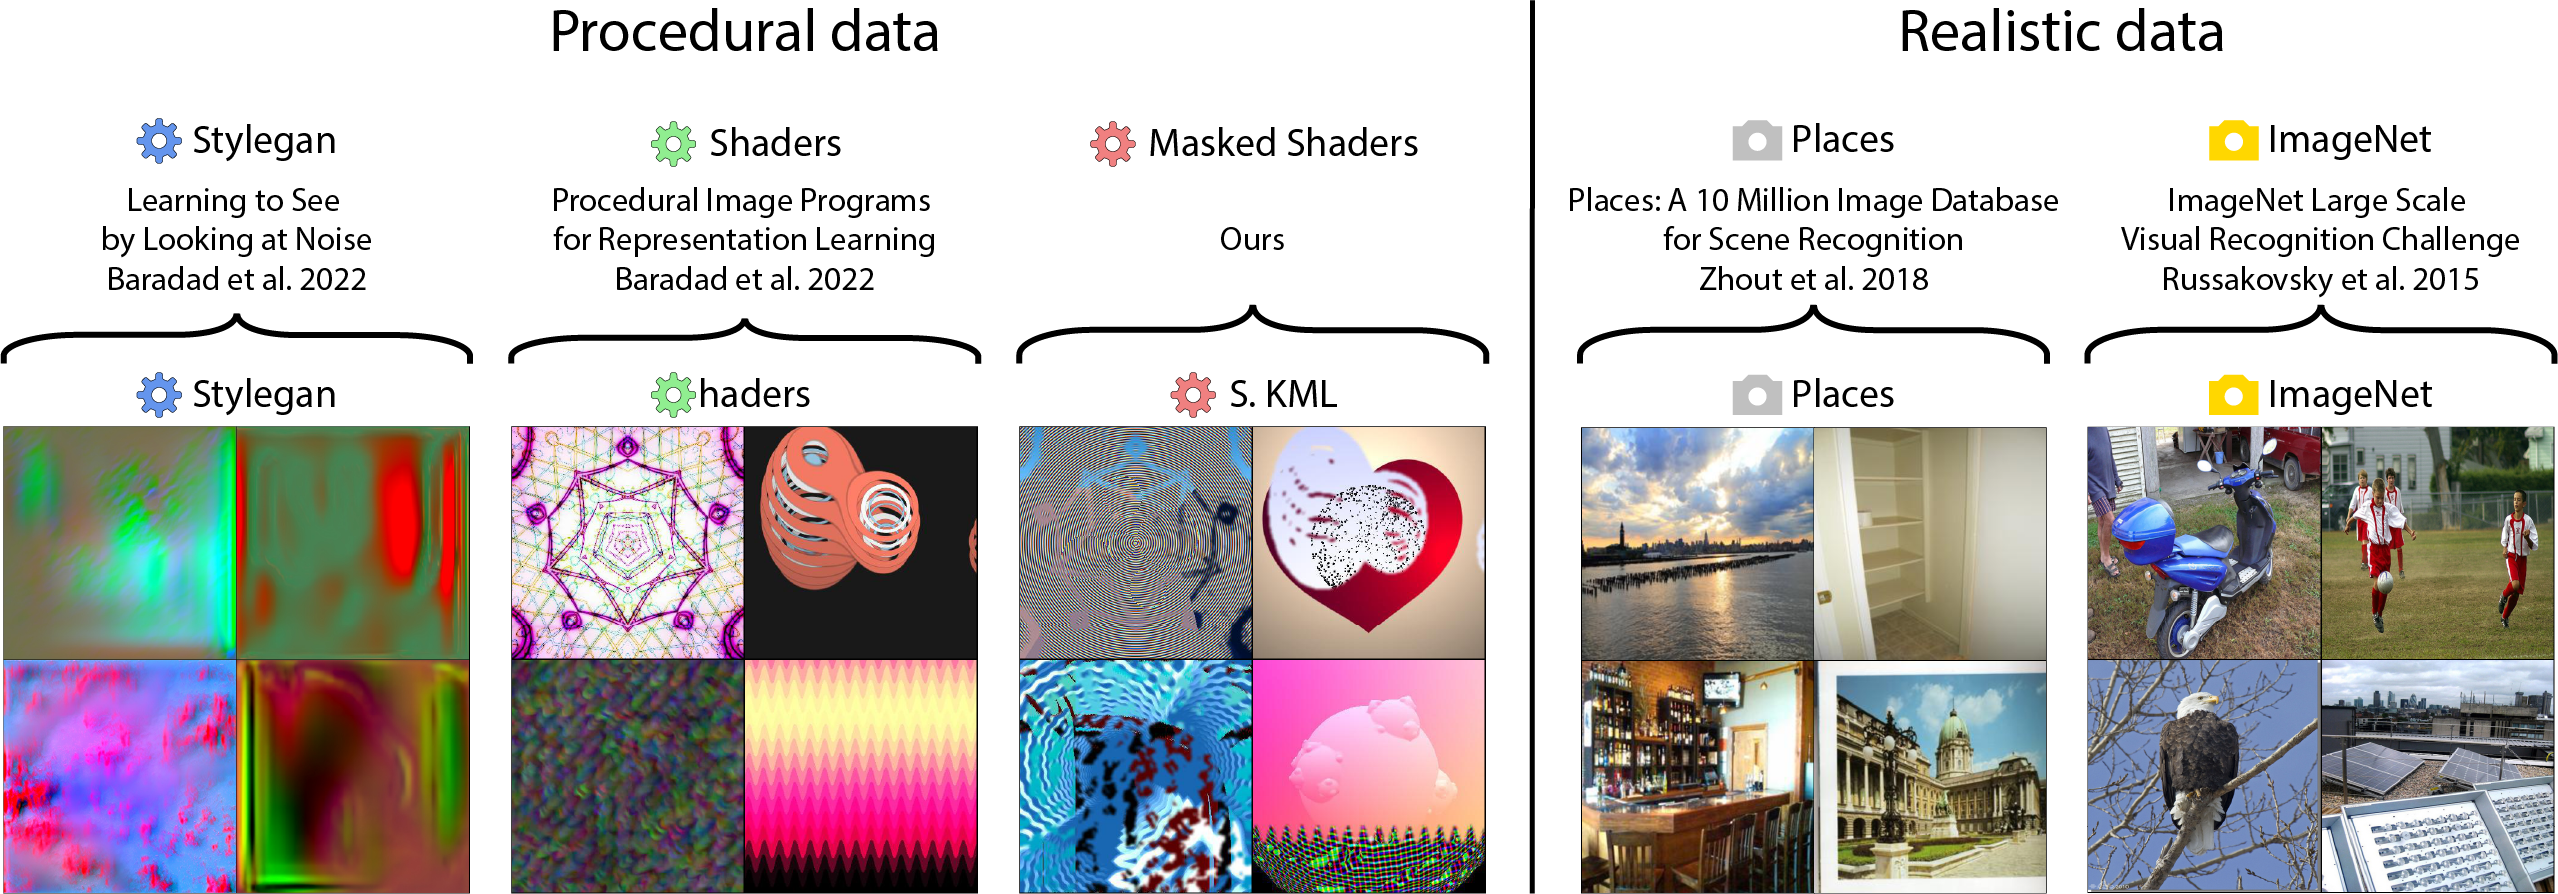 Procedural data
Realistic data
Stylegan
Learning to See
by Looking at Noise
Baradad et al. 2022
Shaders
Procedural Image Programs
for Representation Learning
Baradad et al. 2022
Masked Shaders
Ours
Places
Places: A 10 Million Image Database
for Scene Recognition
Zhout et al. 2018
ImageNet
ImageNet Large Scale
Visual Recognition Challenge
Russakovsky et al. 2015
Stylegan
haders
S. KML
Places
ImageNet